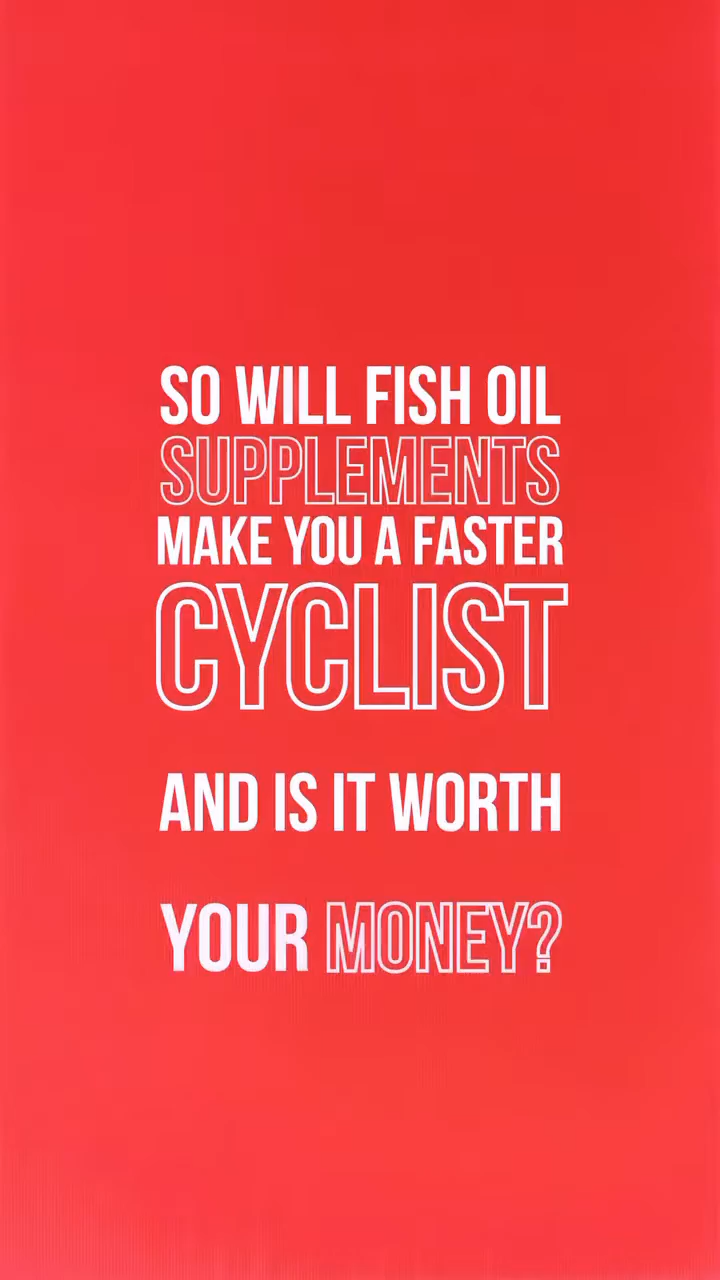 SO WILL FISH OIL
SUPPLEMENTS
MAKE YOU A FASTER
CYCLIST
AND IS IT WORTH
YOUR MONEY?